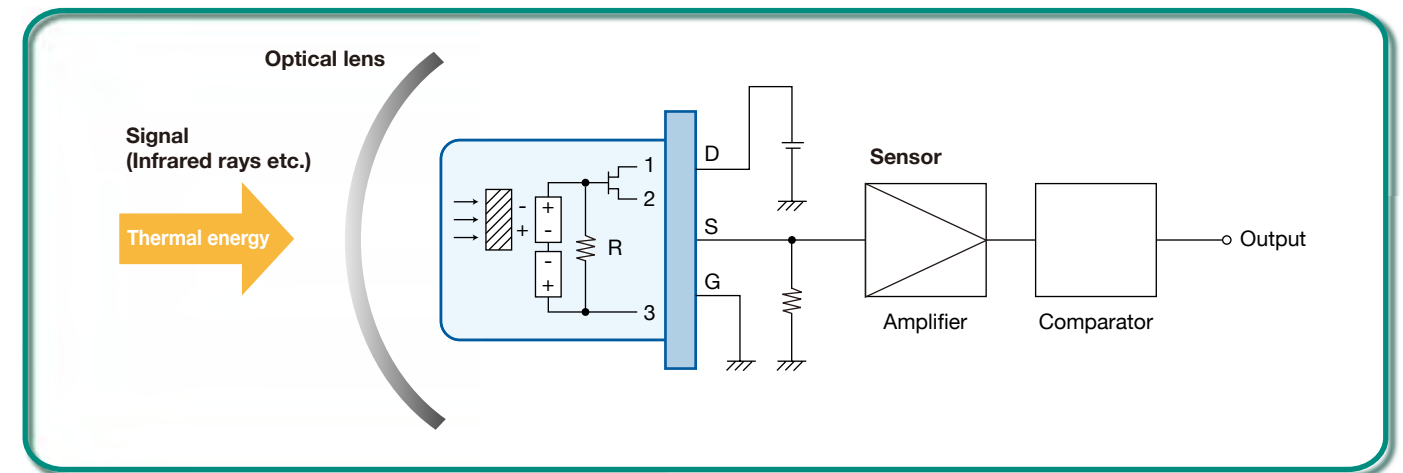 Optical lens
Signal
(Infrared rays etc.)
Thermal energy
-
+
+
-
-
+
R
1
2
3
D
S
G
Sensor
Amplifier
Comparator
Output